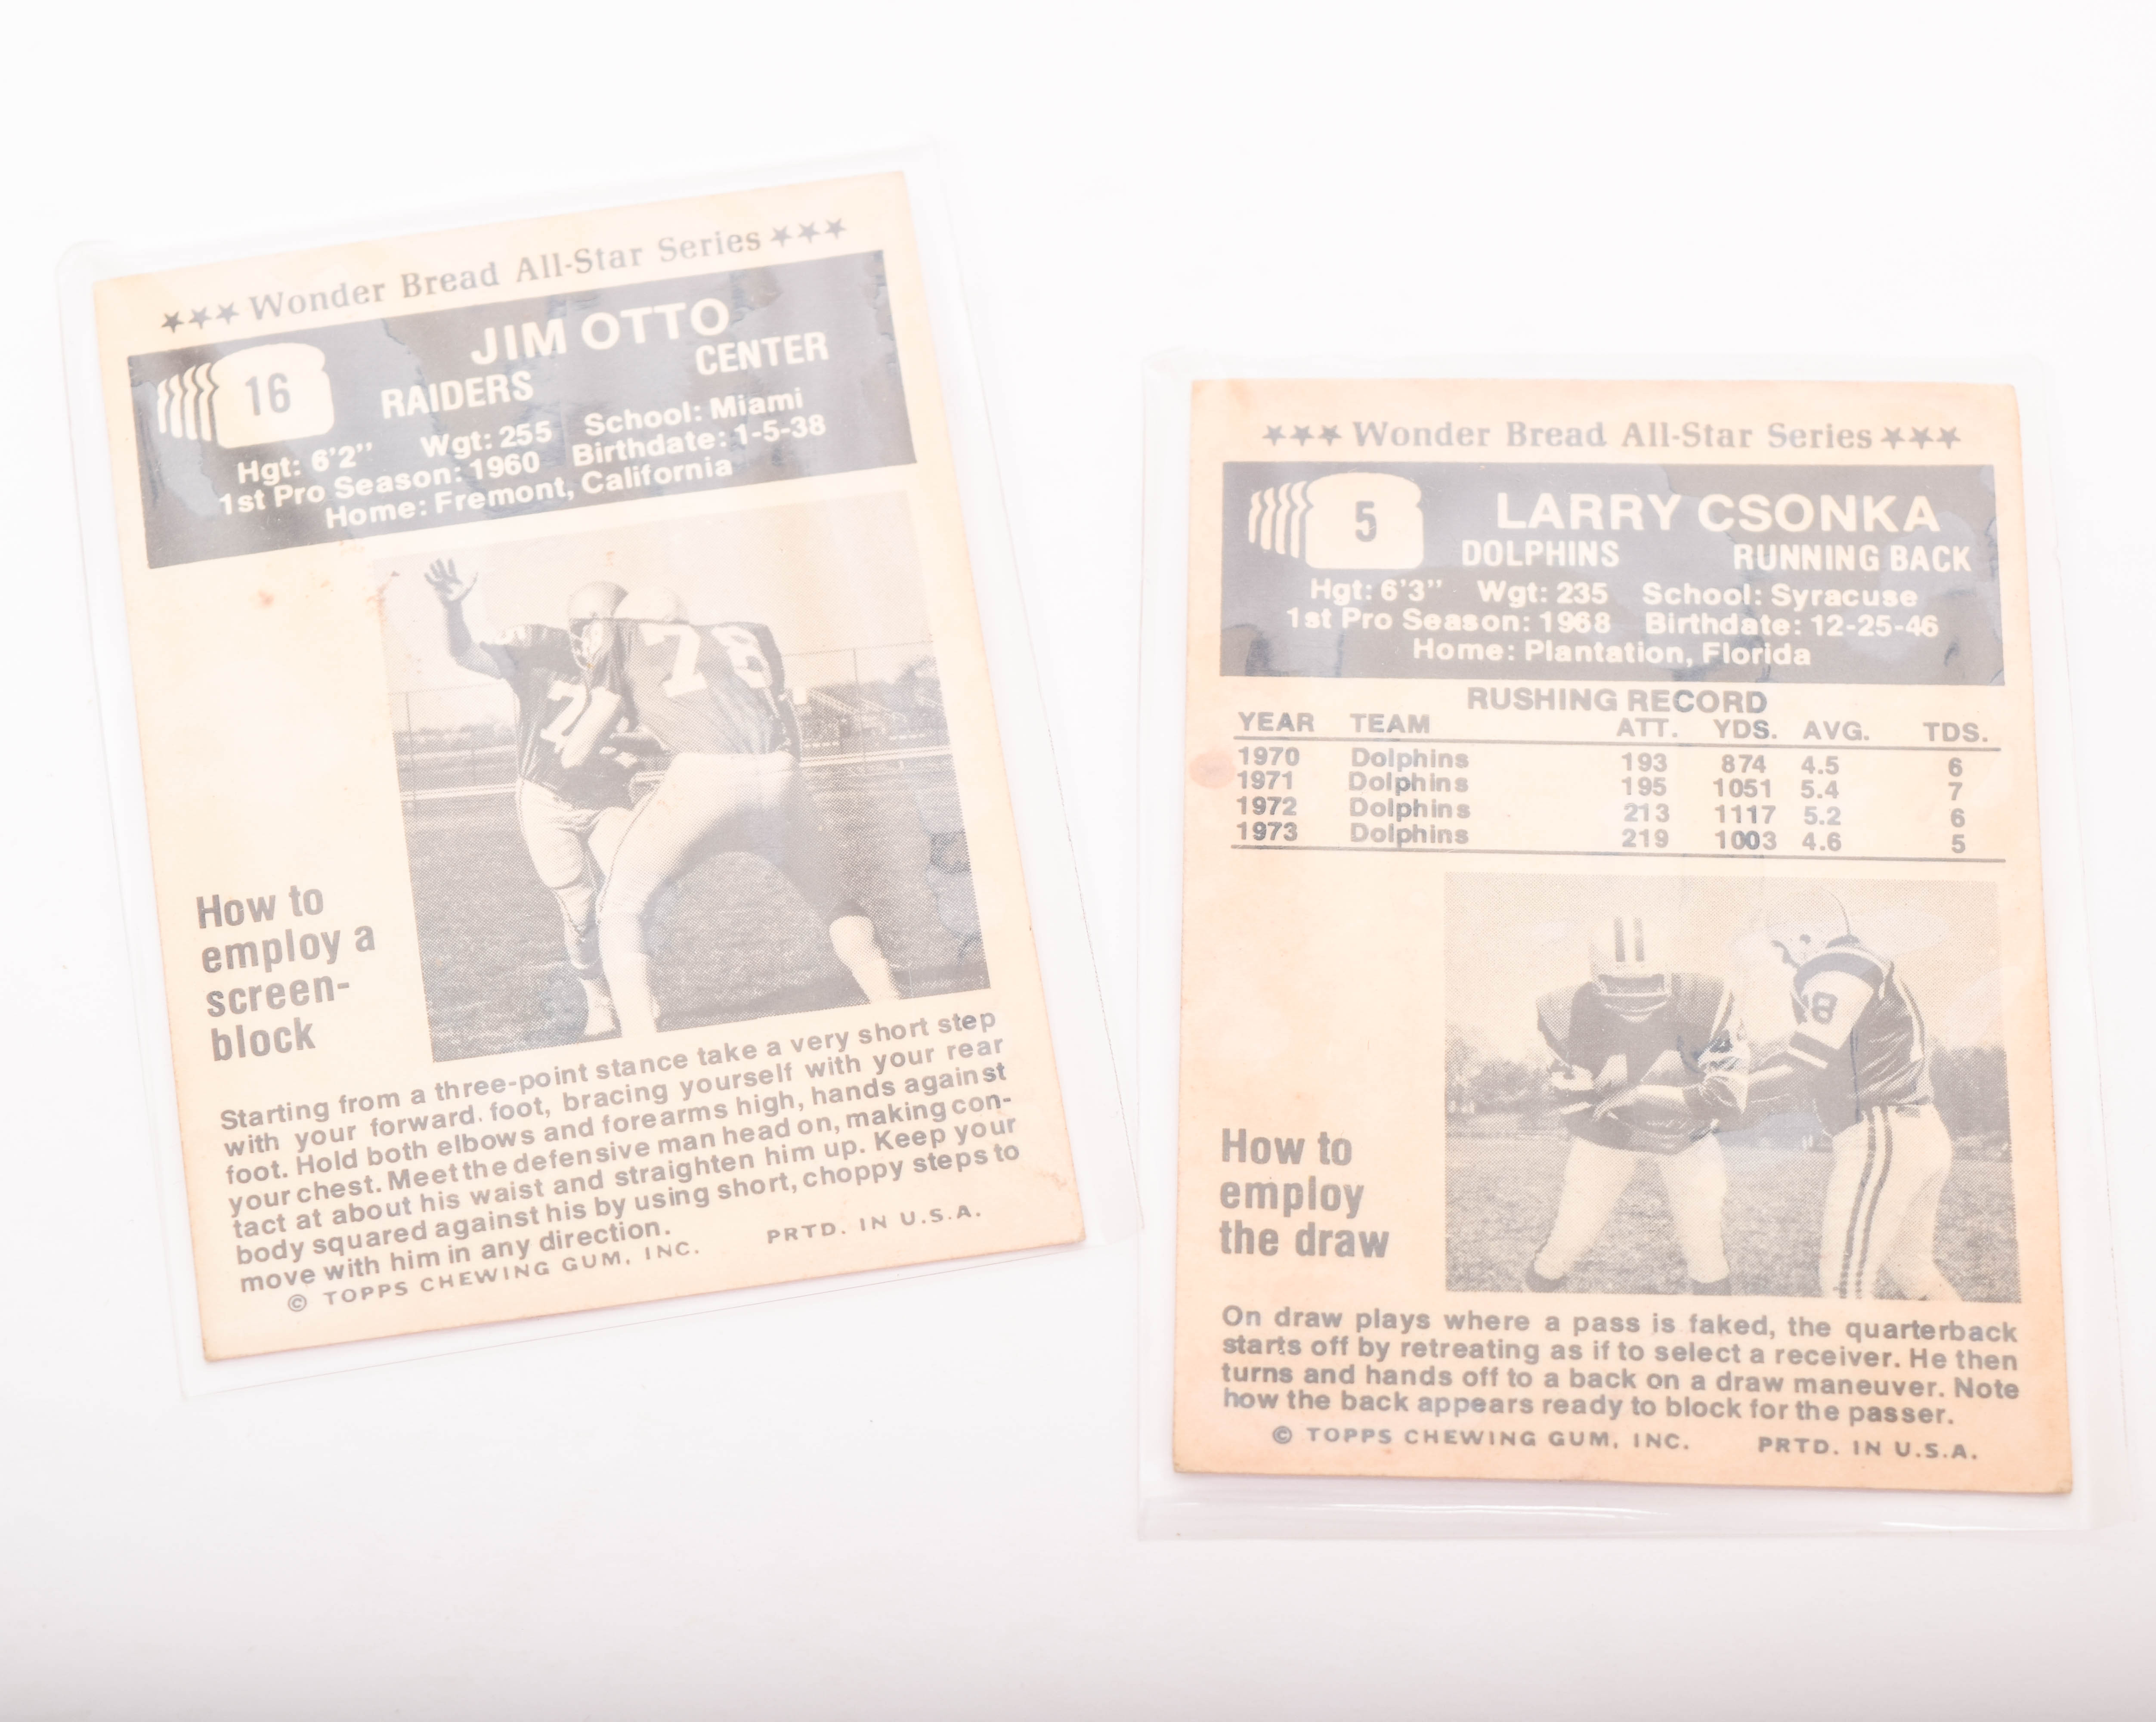 ★★★ Wonder Bread All-Star Series ★★★
16
JIM OTTO
RAIDERS CENTER
Hgt: 6'2" Wgt: 255 School: Miami
1st Pro Season: 1960 Birthdate: 1-5-38
Home: Fremont, California
78
74
How to
employ a
screen-
block
Starting from a three-point stance take a very short step
with your forward. foot, bracing yourself with your rear
foot. Hold both elbows and forearms high, hands against
your chest. Meet the defensive man head on, making con-
tact at about his waist and straighten him up. Keep your
body squared against his by using short, choppy steps to
move with him in any direction.
© TOPPS CHEWING GUM, INC. PRTD. IN U.S.A.
★★★ Wonder Bread All-Star Series ★★★
5
LARRY CSONKA
DOLPHINS RUNNING BACK
Hgt: 6'3" Wgt: 235 School: Syracuse
1st Pro Season: 1968 Birthdate: 12-25-46
Home: Plantation, Florida
RUSHING RECORD
YEAR TEAM ATT. YDS. AVG. TDS.
1970 Dolphins 193 874 4.5 6
1971 Dolphins 195 1051 5.4 7
1972 Dolphins 213 1117 5.2 6
1973 Dolphins 219 1003 4.6 5
18
How to
employ
the draw
On draw plays where a pass is faked, the quarterback
starts off by retreating as if to select a receiver. He then
turns and hands off to a back on a draw maneuver. Note
how the back appears ready to block for the passer.
© TOPPS CHEWING GUM, INC. PRTD. IN U.S.A.